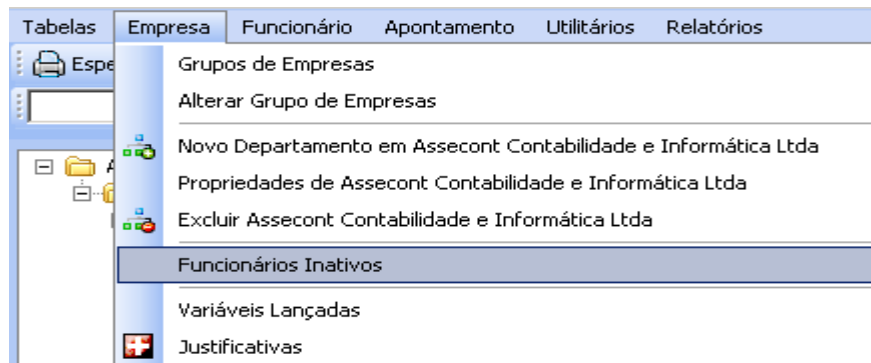 Tabelas Empresa Funcionário Apontamento Utilitários Relatórios
Espe
Grupos de Empresas
Alterar Grupo de Empresas
Novo Departamento em Assecont Contabilidade e Informática Ltda
Propriedades de Assecont Contabilidade e Informática Ltda
Excluir Assecont Contabilidade e Informática Ltda
Funcionários Inativos
Variáveis Lançadas
Justificativas